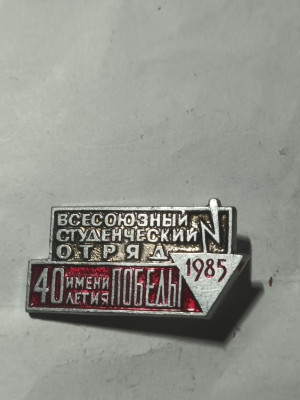 ВСЕСОЮЗНЫЙ
СТУДЕНЧЕСКИЙ
ОТРЯД
1985
40 ИМЕНИ
ЛЕТИЯ ПОБЕДЫ